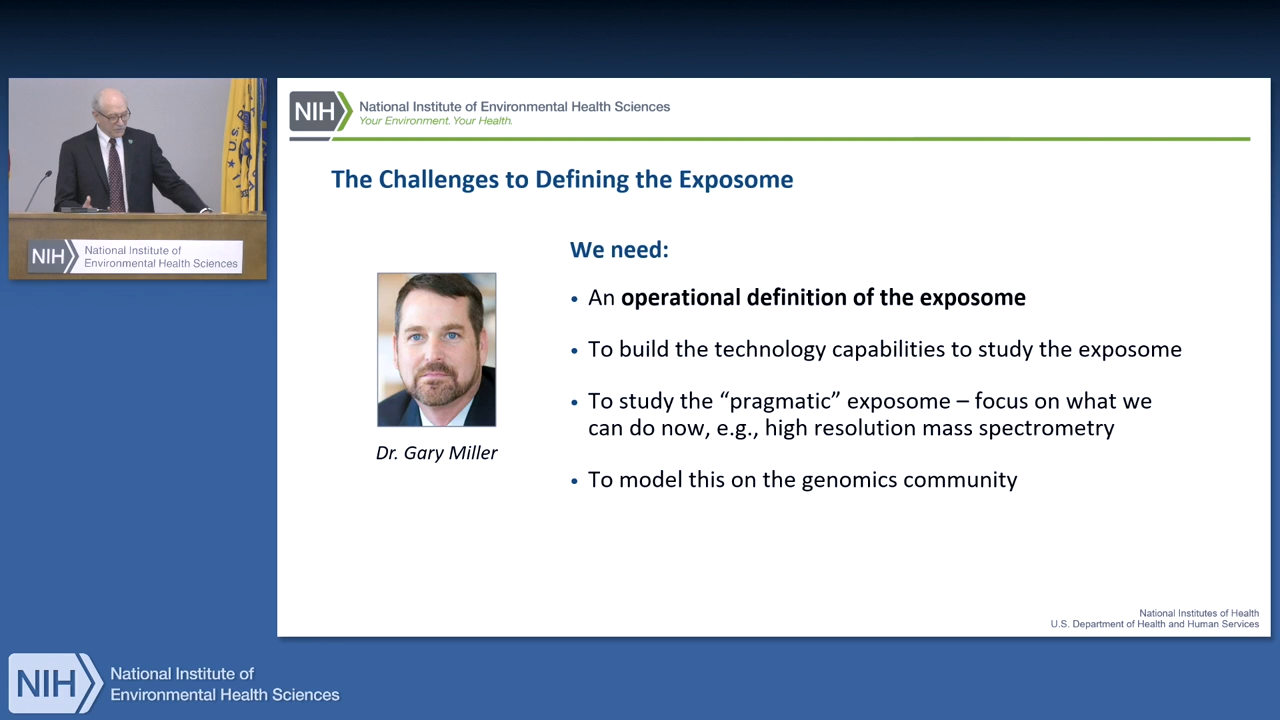 NIH
National Institute of Environmental Health Sciences
Your Environment. Your Health.
The Challenges to Defining the Exposome
We need:
• An operational definition of the exposome
• To build the technology capabilities to study the exposome
• To study the “pragmatic” exposome – focus on what we
can do now, e.g., high resolution mass spectrometry
• To model this on the genomics community
Dr. Gary Miller
National Institutes of Health
U.S. Department of Health and Human Services
U.S.
NIH
National Institute of
Environmental Health Sciences
NIH
National Institute of
Environmental Health Sciences